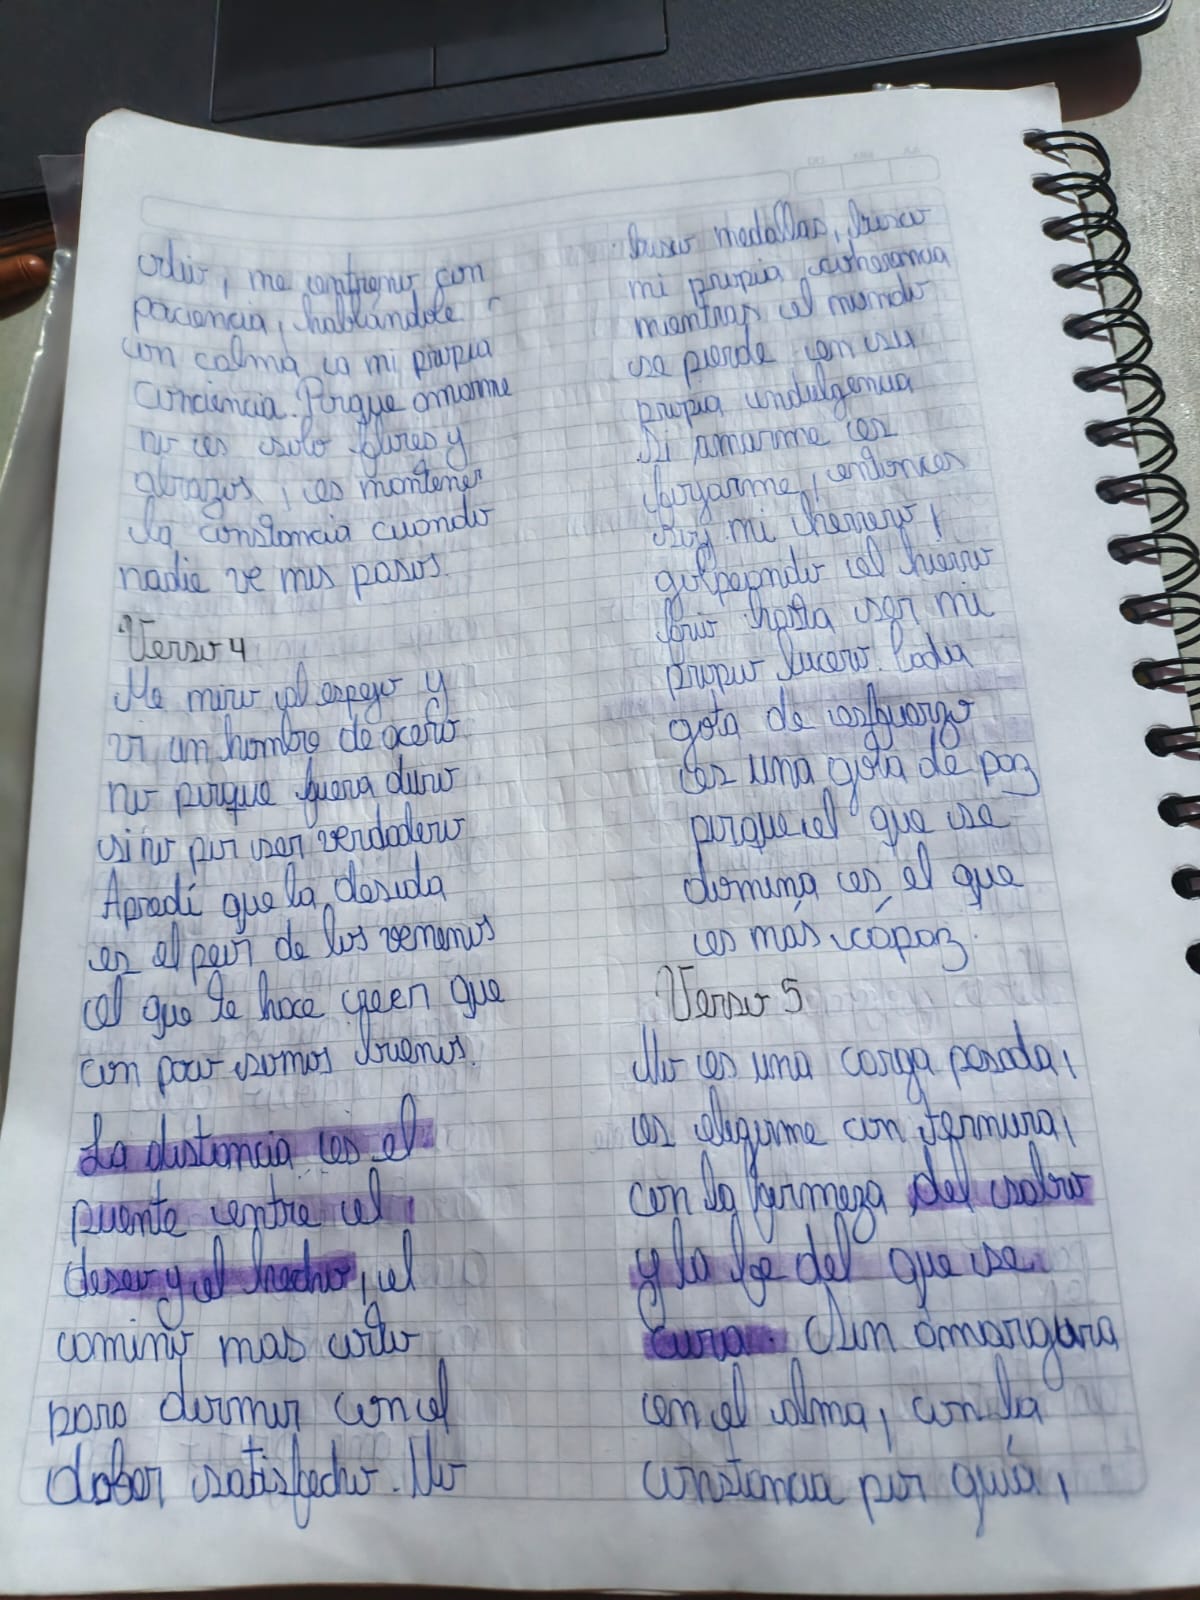 odio, me entreno con
paciencia, hablándole
con calma a mi propia
conciencia. Porque amarme
no es solo flores y
abrazos, es mantener
la constancia cuando
nadie ve mis pasos.
Verso 4
Me miro al espejo y
vi un hombre de acero
no porque fuera duro
sino por ser verdadero
Apredí que la desidia
es el peor de los venenos
el que te hace creer que
con poco somos buenos.
La distancia es el
puente entre el
deseo y el hecho, el
camino mas corto
para dormir con el
deber satisfecho. No
busco medallas, busco
mi propia coherencia
mientras el mundo
se pierde en su
propia indulgencia
Si amarme es
forjarme, entonces
soy mi herrero,
golpeando el hierro
frio hasta ser mi
propio lucero. Cada
gota de esfuerzo
es una gota de paz
porque el que se
domina es el que
es más capaz.
Verso 5
No es una carga pesada,
es elegirme con ternura,
con la firmeza del sabio
y la fe del que se
cura. Sin amargura
en el alma, con la
constancia por guía,